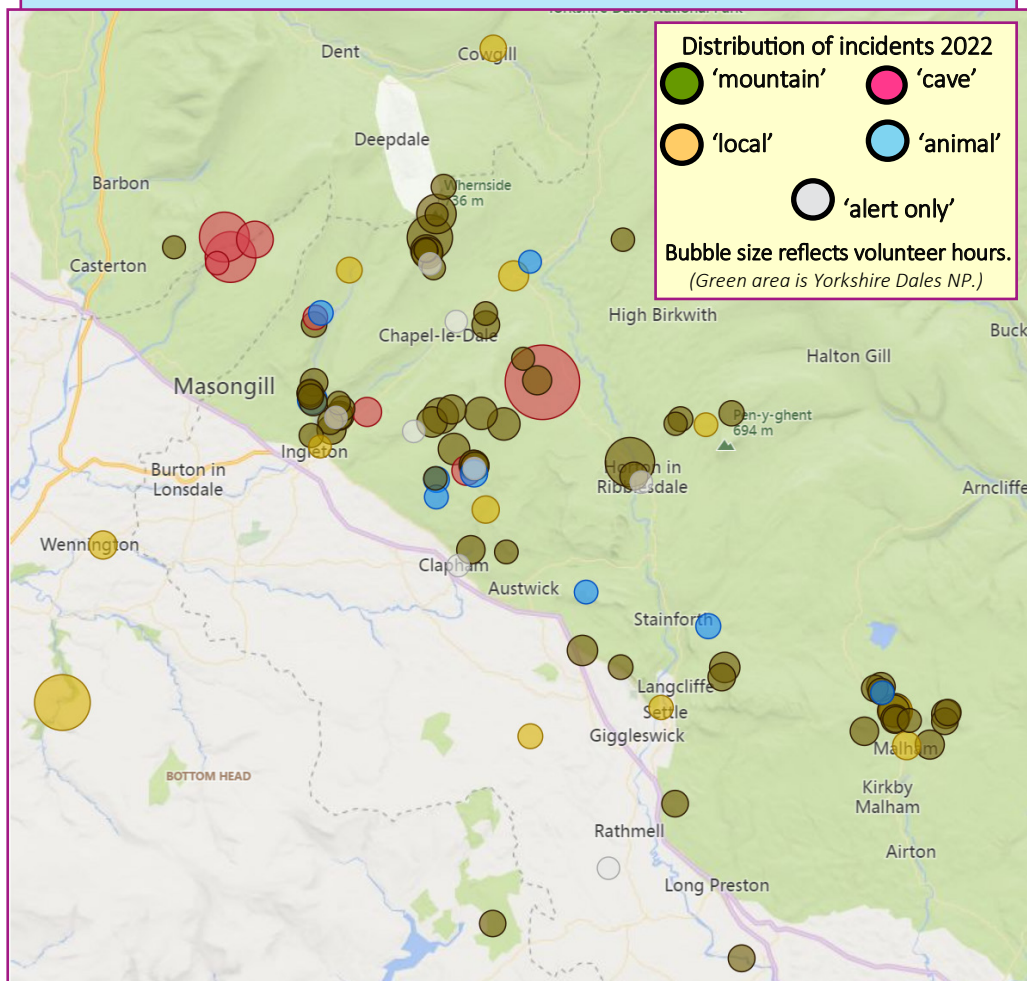 Yorkshire Dales National Park
Distribution of incidents 2022
'mountain'
'cave'
'local'
'animal'
'alert only'
Bubble size reflects volunteer hours.
(Green area is Yorkshire Dales NP.)
Dent
Cowgill
Deepdale
Barbon
Whernside
36 m
Casterton
High Birkwith
Buck
Chapel-le-Dale
Halton Gill
Masongill
Pen-y-ghent
694 m
Ingleton
Burton in
Lonsdale
Horton in
Ribblesdale
Arncliffe
Wennington
Clapham
Austwick
Stainforth
Langcliffe
Settle
Giggleswick
Malham
BOTTOM HEAD
Kirkby
Malham
Rathmell
Airton
Long Preston